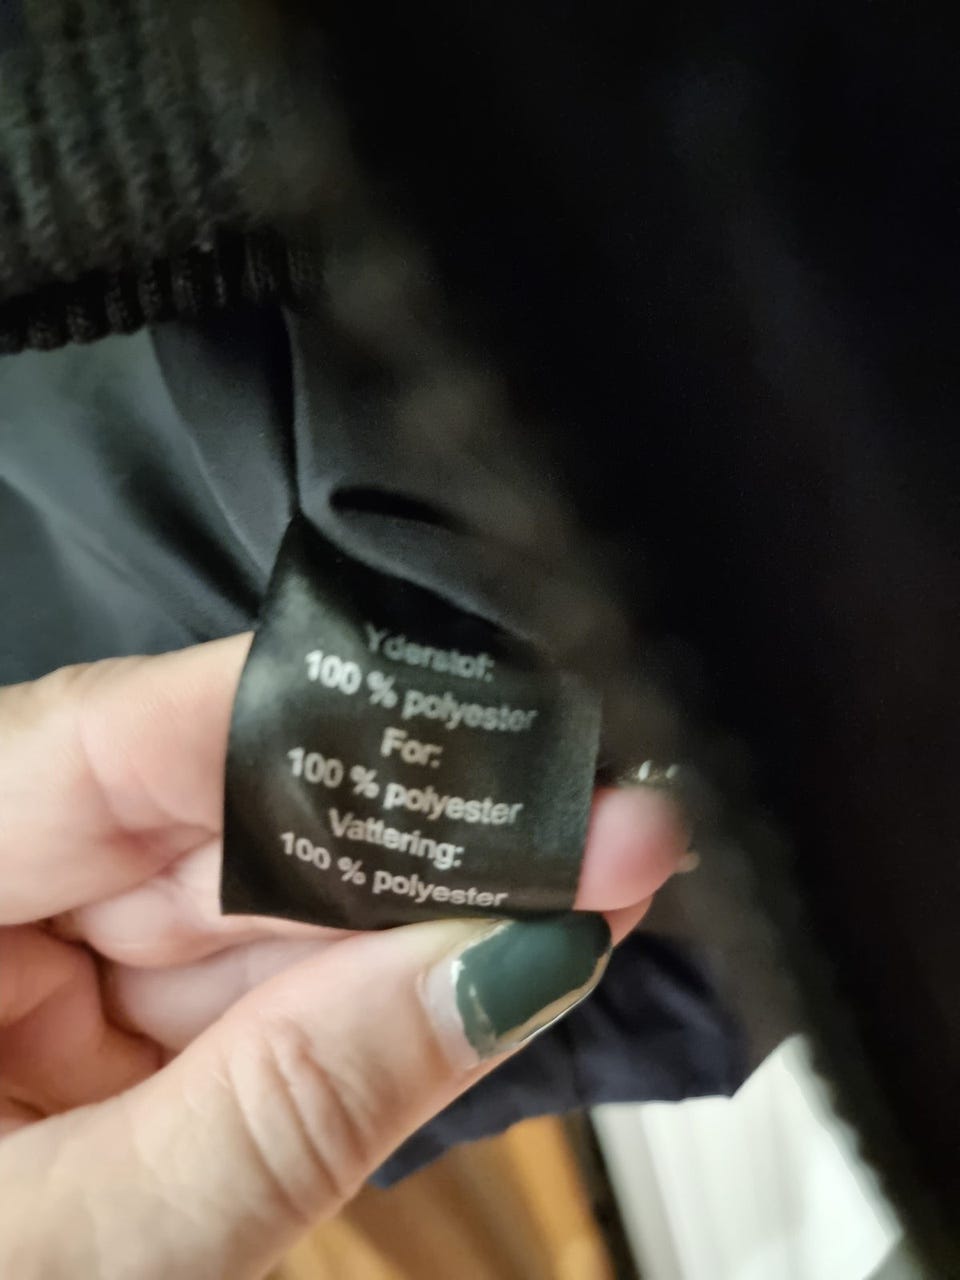 Yderstof:
100 % polyester
For:
100 % polyester
Vattering:
100 % polyester